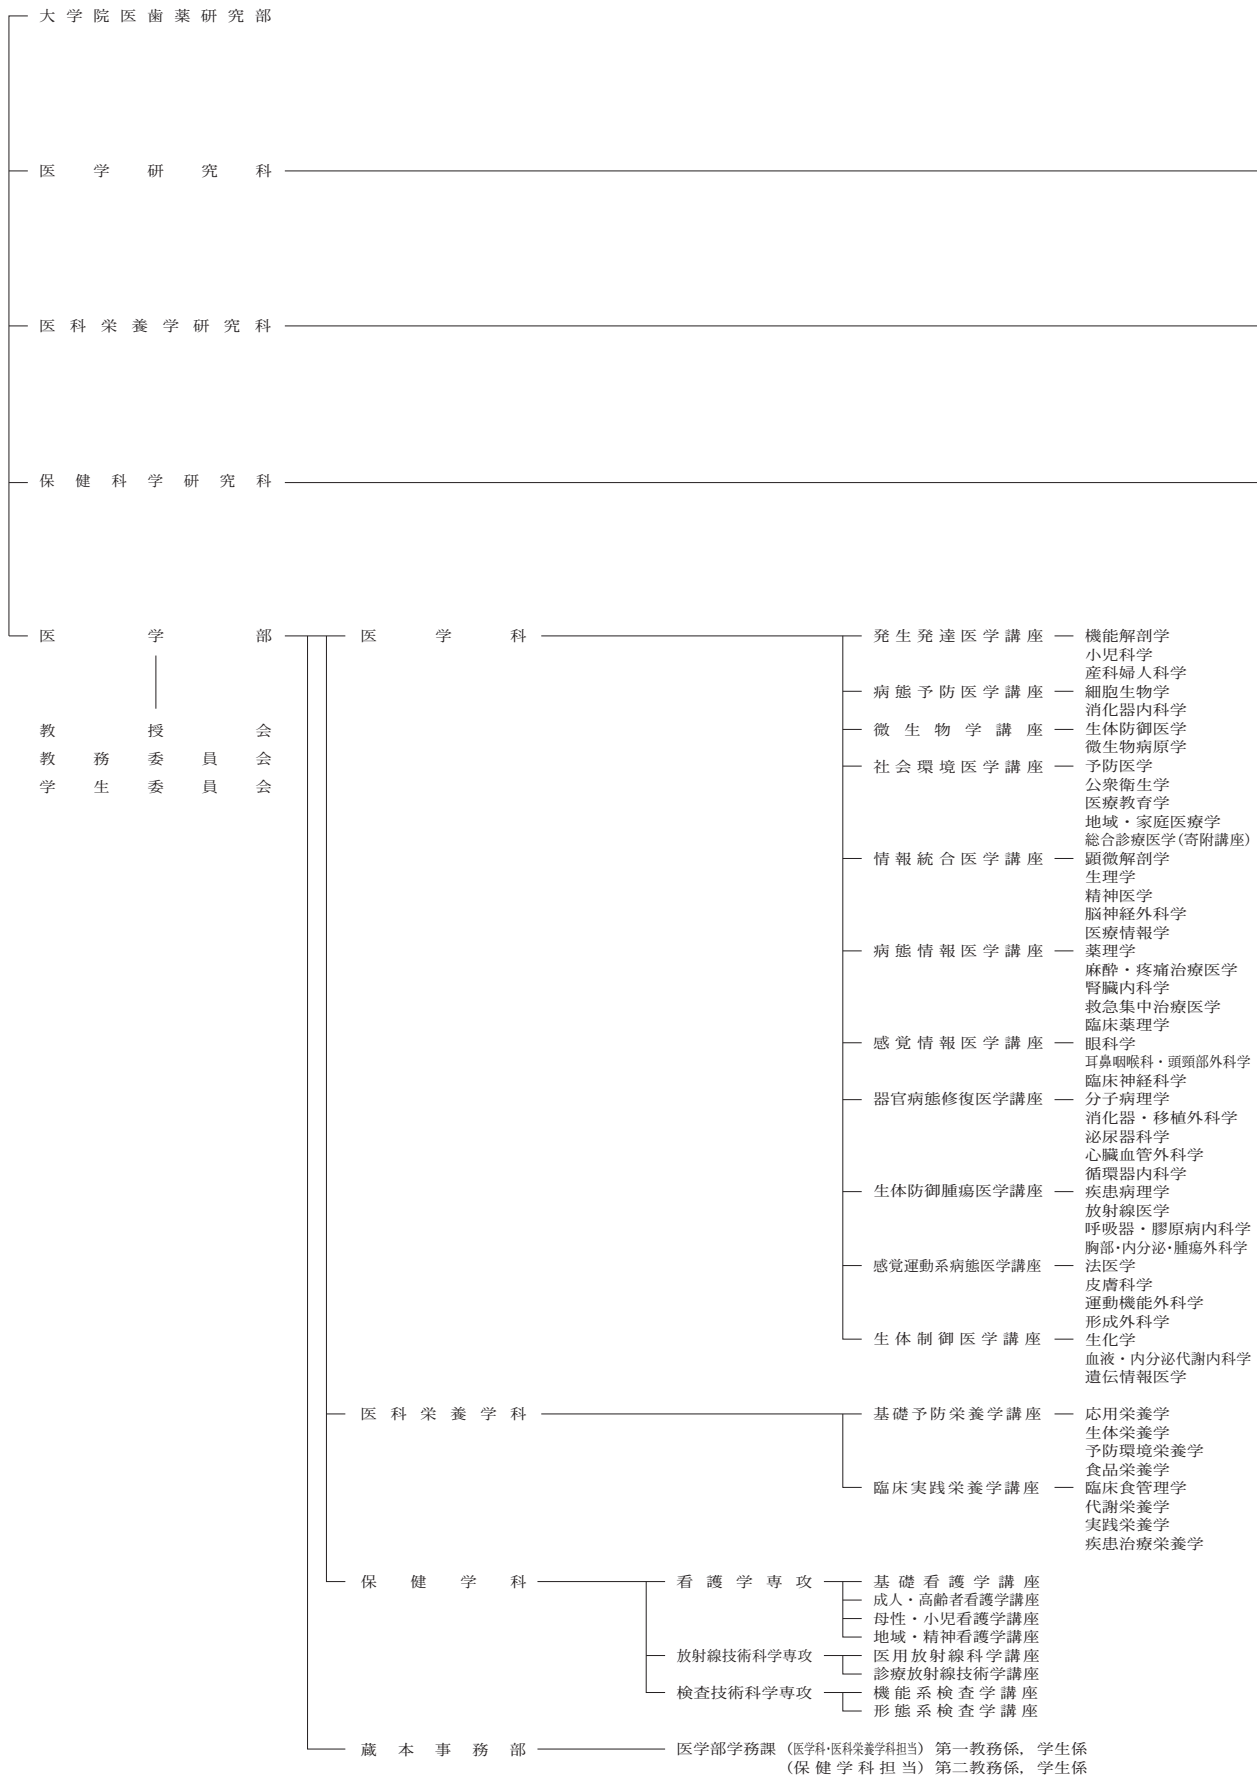 大学院医歯薬研究部
医学研究科
医科栄養学研究科
保健科学研究科
医学部
教授会
教務委員会
学生委員会
医学科
発生発達医学講座 機能解剖学
小児科学
産科婦人科学
病態予防医学講座 細胞生物学
消化器内科学
微生物学講座 生体防御医学
微生物病原学
社会環境医学講座 予防医学
公衆衛生学
医療教育学
地域・家庭医療学
総合診療医学(寄附講座)
情報統合医学講座 顕微解剖学
生理学
精神医学
脳神経外科学
医療情報学
病態情報医学講座 薬理学
麻酔・疼痛治療医学
腎臓内科学
救急集中治療医学
臨床薬理学
感覚情報医学講座 眼科学
耳鼻咽喉科・頭頸部外科学
臨床神経科学
器官病態修復医学講座 分子病理学
消化器・移植外科学
泌尿器科学
心臓血管外科学
循環器内科学
生体防御腫瘍医学講座 疾患病理学
放射線医学
呼吸器・膠原病内科学
胸部・内分泌・腫瘍外科学
感覚運動系病態医学講座 法医学
皮膚科学
運動機能外科学
形成外科学
生体制御医学講座 生化学
血液・内分泌代謝内科学
遺伝情報医学
医科栄養学科
基礎予防栄養学講座 応用栄養学
生体栄養学
予防環境栄養学
食品栄養学
臨床実践栄養学講座 臨床食管理学
代謝栄養学
実践栄養学
疾患治療栄養学
保健学科
看護学専攻 基礎看護学講座
成人・高齢者看護学講座
母性・小児看護学講座
地域・精神看護学講座
放射線技術科学専攻 医用放射線科学講座
診療放射線技術学講座
検査技術科学専攻 機能系検査学講座
形態系検査学講座
蔵本事務部 医学部学務課 (医学科・医科栄養学科担当) 第一教務係, 学生係
(保健学科担当) 第二教務係, 学生係